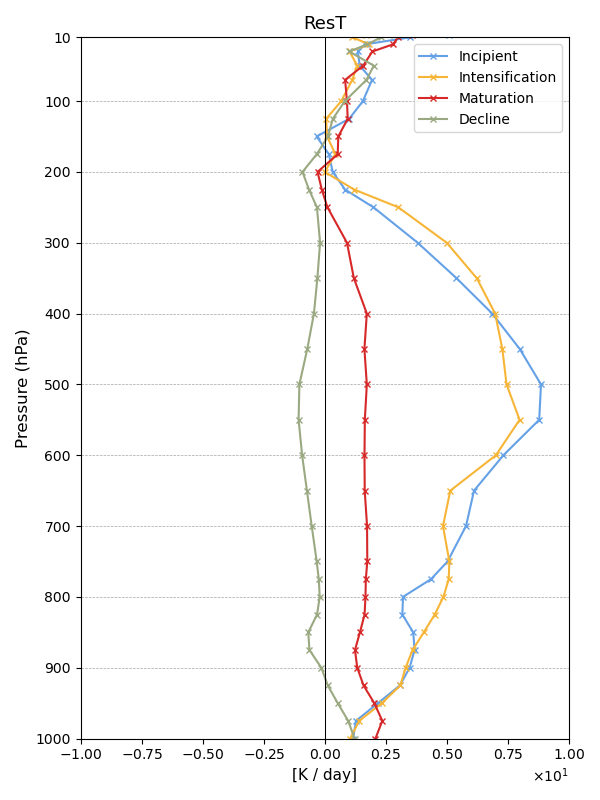 ResT
Incipient
Intensification
Maturation
Decline
Pressure (hPa)
10
100
200
300
400
500
600
700
800
900
1000
−1.00 −0.75 −0.50 −0.25 0.00 0.25 0.50 0.75 1.00
[K / day]
×10¹